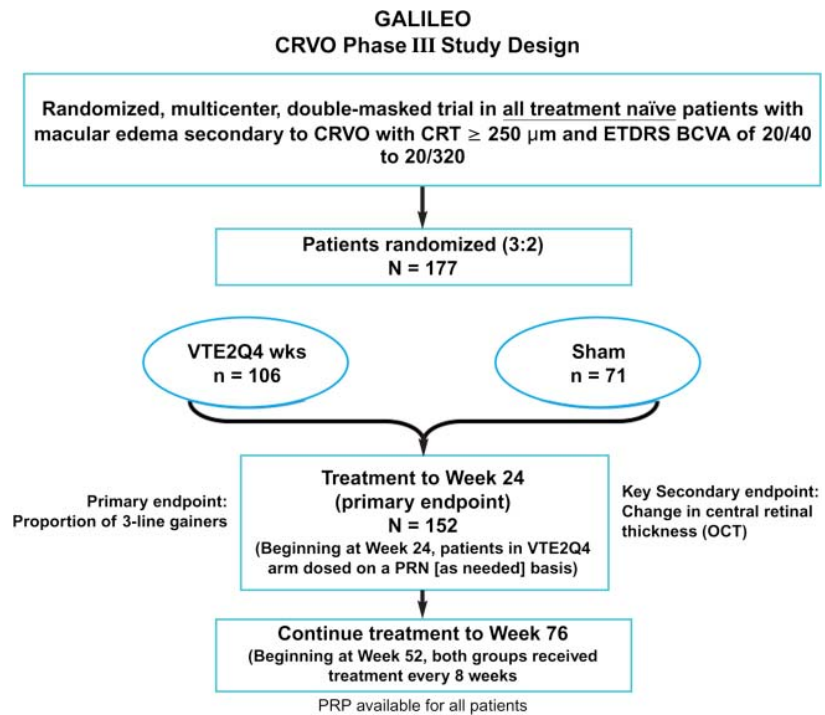 GALILEO
CRVO Phase III Study Design
Randomized, multicenter, double-masked trial in all treatment naïve patients with
macular edema secondary to CRVO with CRT ≥ 250 μm and ETDRS BCVA of 20/40
to 20/320
Patients randomized (3:2)
N = 177
VTE2Q4 wks
n = 106
Sham
n = 71
Primary endpoint:
Proportion of 3-line gainers
Treatment to Week 24
(primary endpoint)
N = 152
(Beginning at Week 24, patients in VTE2Q4
arm dosed on a PRN [as needed] basis)
Key Secondary endpoint:
Change in central retinal
thickness (OCT)
Continue treatment to Week 76
(Beginning at Week 52, both groups received
treatment every 8 weeks
PRP available for all patients